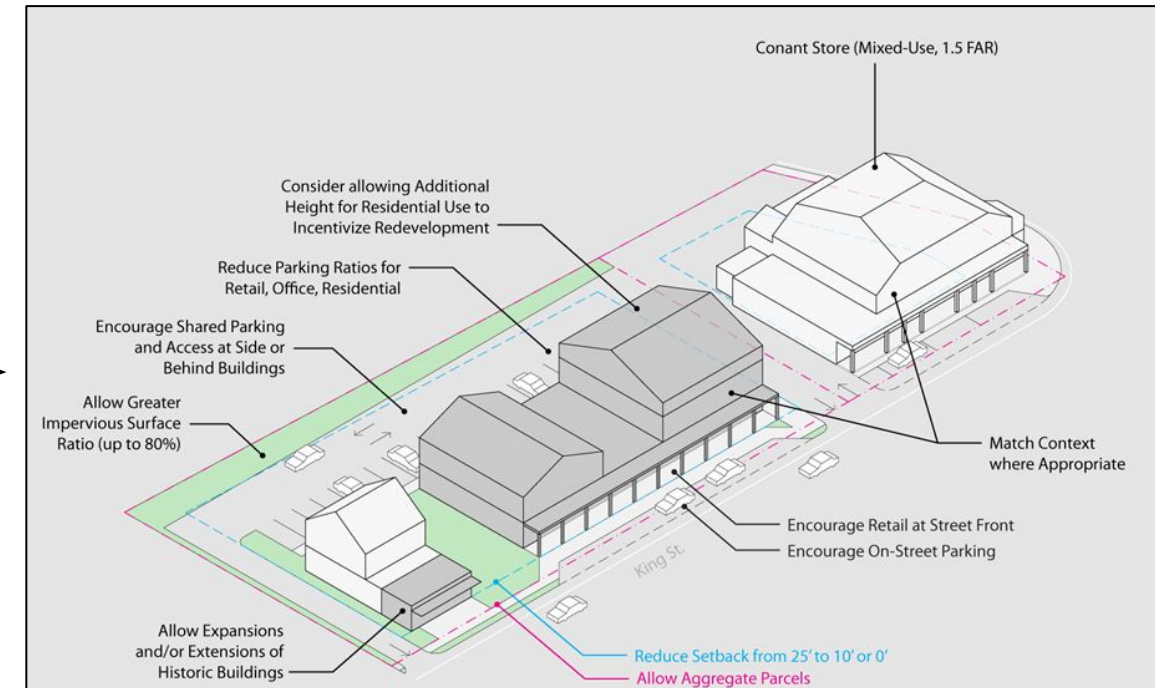 Conant Store (Mixed-Use, 1.5 FAR)
Consider allowing Additional
Height for Residential Use to
Incentivize Redevelopment
Reduce Parking Ratios for
Retail, Office, Residential
Encourage Shared Parking
and Access at Side or
Behind Buildings
Allow Greater
Impervious Surface
Ratio (up to 80%)
Match Context
where Appropriate
Encourage Retail at Street Front
Encourage On-Street Parking
King St.
Allow Expansions
and/or Extensions of
Historic Buildings
Reduce Setback from 25' to 10' or 0'
Allow Aggregate Parcels